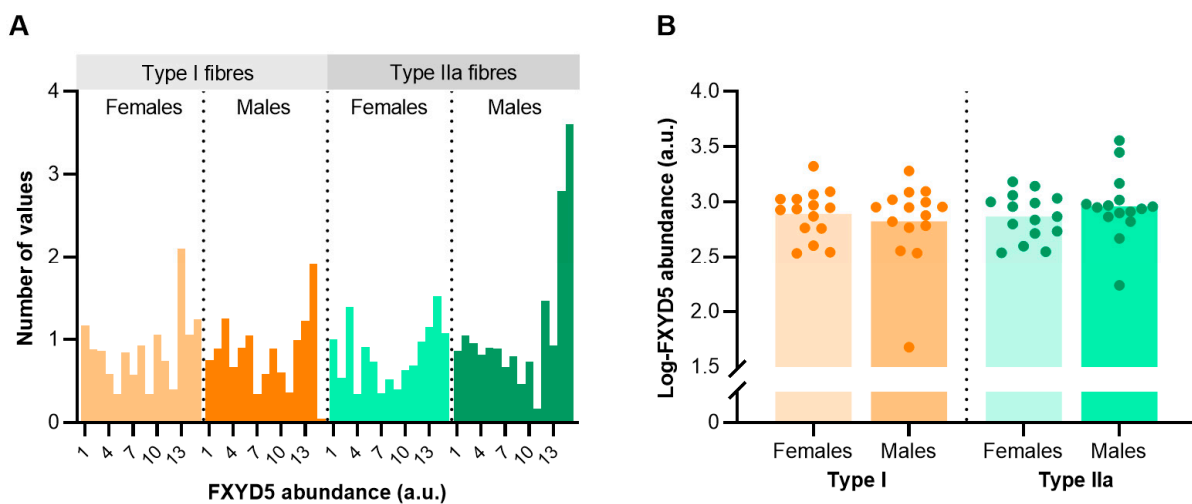 A
Type I fibres
Type IIa fibres
Females
Males
Females
Males
Number of values
4
3
2
1
0
1 4 7 10 13 1 4 7 10 13 1 4 7 10 13 1 4 7 10 13
FXYD5 abundance (a.u.)
B
Log-FXYD5 abundance (a.u.)
4.0
3.5
3.0
2.5
2.0
1.5
0
Females
Males
Females
Males
Type I
Type IIa